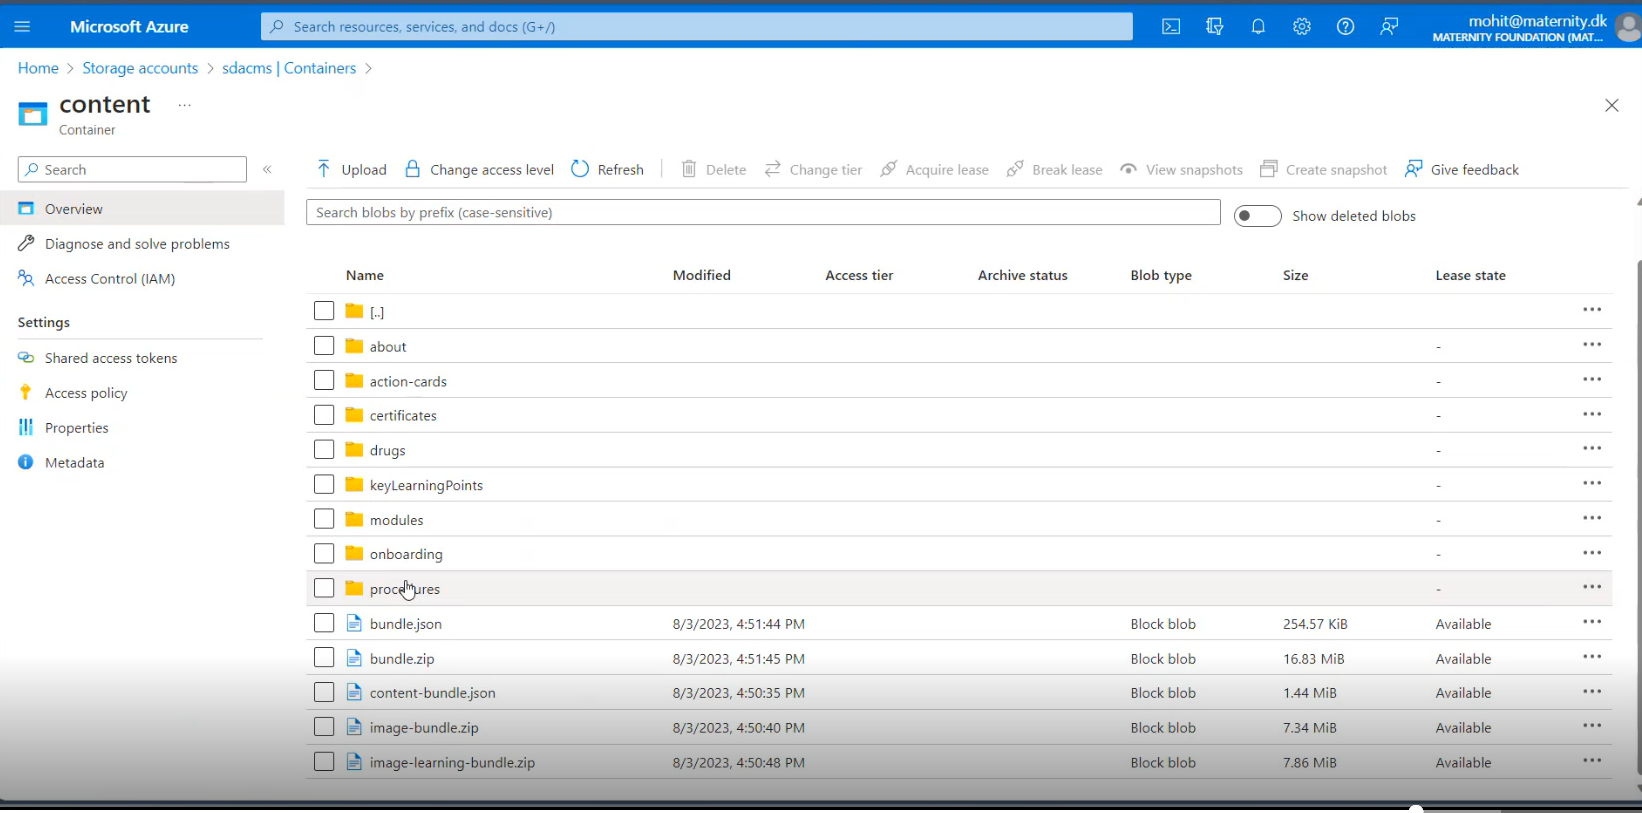 Microsoft Azure
Search resources, services, and docs (G+/)
mohit@maternity.dk
MATERNITY FOUNDATION (MAT...
Home > Storage accounts > sdacms | Containers >
content ...
Container
Search
«
Upload Change access level Refresh Delete Change tier Acquire lease Break lease View snapshots Create snapshot Give feedback
Overview
Diagnose and solve problems
Access Control (IAM)
Settings
Shared access tokens
Access policy
Properties
Metadata
Search blobs by prefix (case-sensitive)
Show deleted blobs
Name Modified Access tier Archive status Blob type Size Lease state
[..] ...
about - ...
action-cards - ...
certificates - ...
drugs - ...
keyLearningPoints - ...
modules - ...
onboarding - ...
procedures - ...
bundle.json 8/3/2023, 4:51:44 PM Block blob 254.57 KiB Available ...
bundle.zip 8/3/2023, 4:51:45 PM Block blob 16.83 MiB Available ...
content-bundle.json 8/3/2023, 4:50:35 PM Block blob 1.44 MiB Available ...
image-bundle.zip 8/3/2023, 4:50:40 PM Block blob 7.34 MiB Available ...
image-learning-bundle.zip 8/3/2023, 4:50:48 PM Block blob 7.86 MiB Available ...